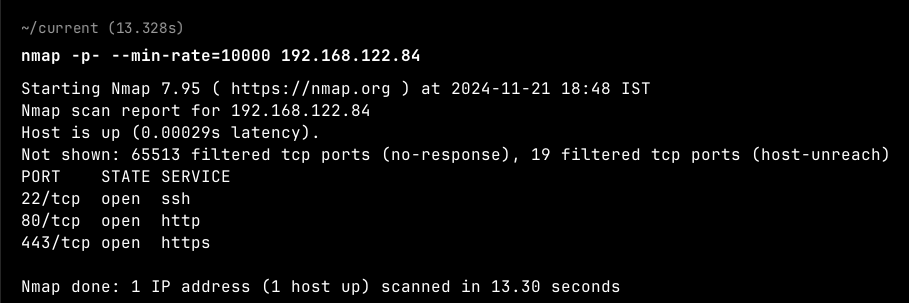 ~/current (13.328s)
nmap -p- --min-rate=10000 192.168.122.84
Starting Nmap 7.95 ( https://nmap.org ) at 2024-11-21 18:48 IST
Nmap scan report for 192.168.122.84
Host is up (0.00029s latency).
Not shown: 65513 filtered tcp ports (no-response), 19 filtered tcp ports (host-unreach)
PORT    STATE SERVICE
22/tcp  open  ssh
80/tcp  open  http
443/tcp open  https
Nmap done: 1 IP address (1 host up) scanned in 13.30 seconds